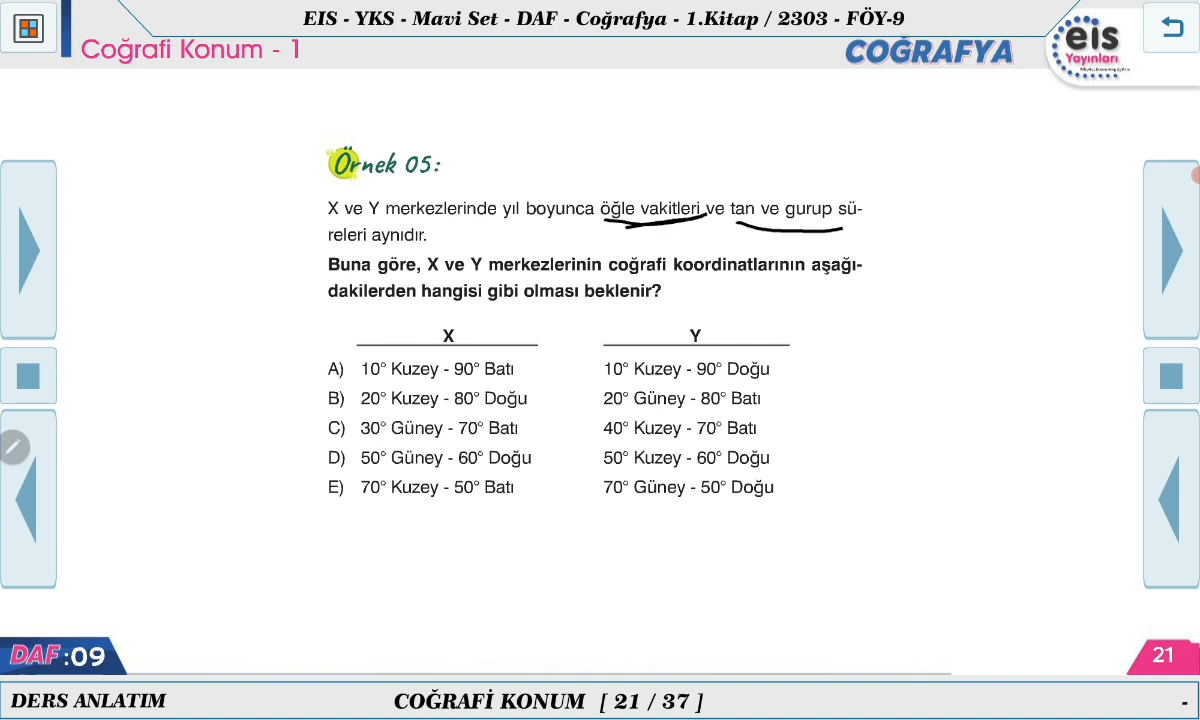 EIS - YKS - Mavi Set - DAF - Coğrafya - 1.Kitap / 2303 - FÖY-9
Coğrafi Konum - 1
COĞRAFYA
eis
Yayınları
Örnek 05:
X ve Y merkezlerinde yıl boyunca öğle vakitleri ve tan ve gurup sü-
releri aynıdır.
Buna göre, X ve Y merkezlerinin coğrafi koordinatlarının aşağı-
dakilerden hangisi gibi olması beklenir?
X Y
A) 10° Kuzey - 90° Batı 10° Kuzey - 90° Doğu
B) 20° Kuzey - 80° Doğu 20° Güney - 80° Batı
C) 30° Güney - 70° Batı 40° Kuzey - 70° Batı
D) 50° Güney - 60° Doğu 50° Kuzey - 60° Doğu
E) 70° Kuzey - 50° Batı 70° Güney - 50° Doğu
DAF:09
21
DERS ANLATIM COĞRAFİ KONUM [ 21 / 37 ] -